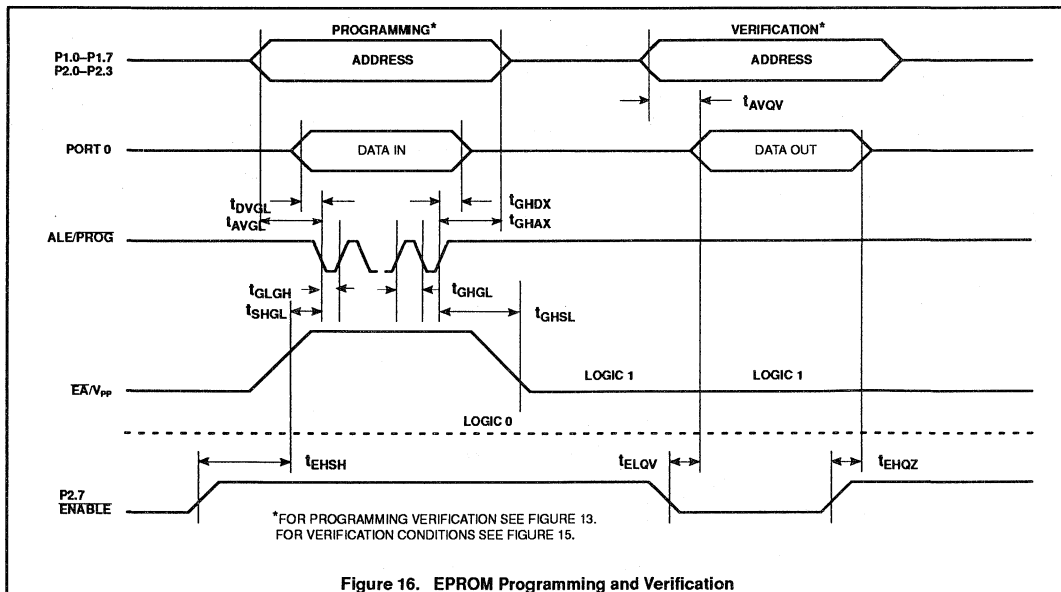 PROGRAMMING*
VERIFICATION*
P1.0–P1.7
P2.0–P2.3
ADDRESS
ADDRESS
tAVQV
PORT 0
DATA IN
DATA OUT
tDVGL
tGHDX
tAVGL
tGHAX
ALE/PROG
tGLGH
tGHGL
tSHGL
tGHSL
EA/VPP
LOGIC 1
LOGIC 1
LOGIC 0
tEHSH
tELQV
tEHQZ
P2.7
ENABLE
*FOR PROGRAMMING VERIFICATION SEE FIGURE 13.
FOR VERIFICATION CONDITIONS SEE FIGURE 15.
Figure 16. EPROM Programming and Verification